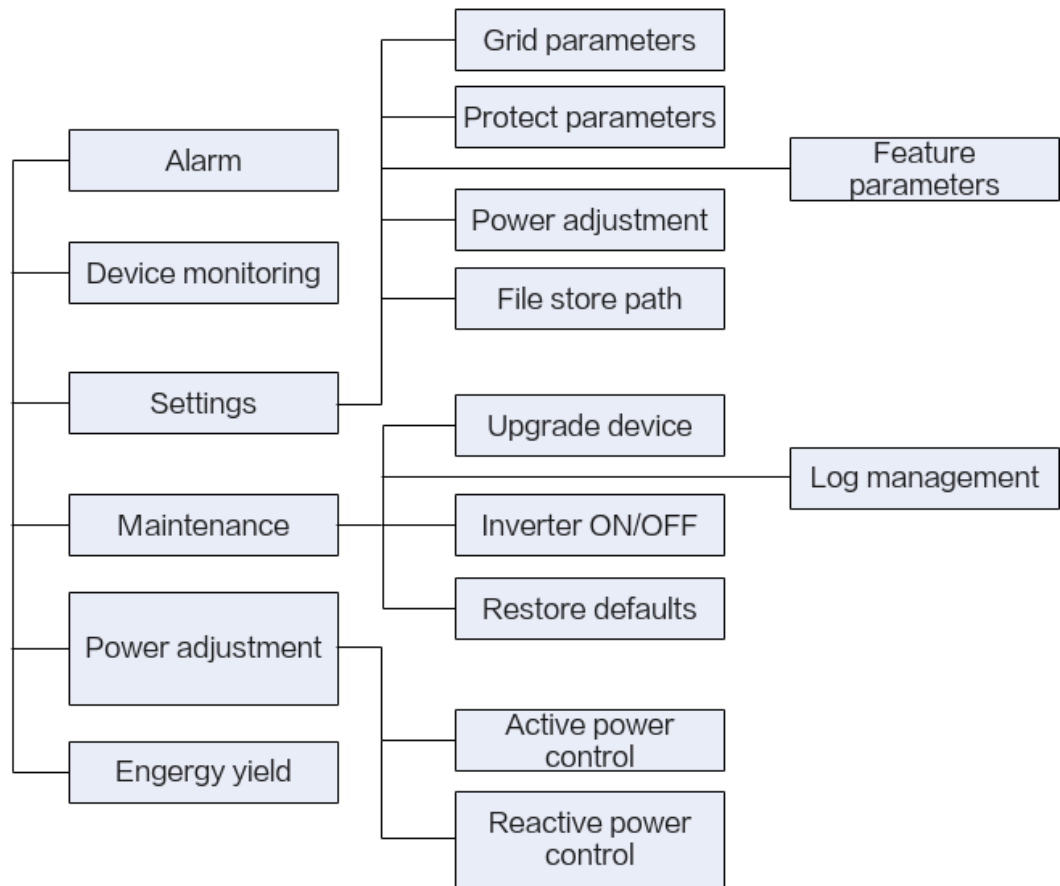 Alarm
Device monitoring
Settings
Maintenance
Power adjustment
Engergy yield
Grid parameters
Protect parameters
Feature
parameters
Power adjustment
File store path
Upgrade device
Log management
Inverter ON/OFF
Restore defaults
Active power
control
Reactive power
control